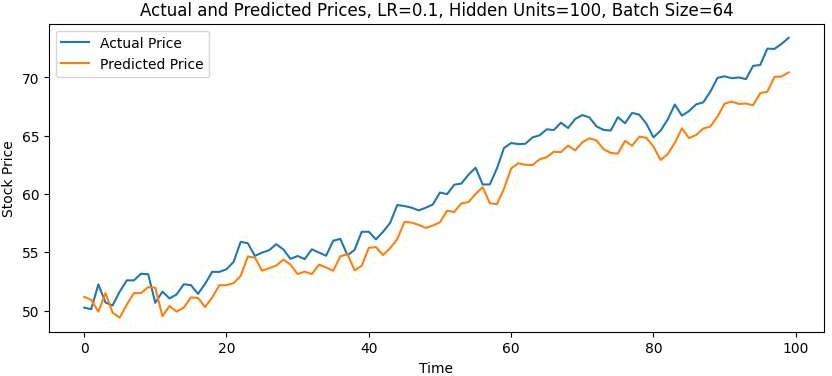 Actual and Predicted Prices, LR=0.1, Hidden Units=100, Batch Size=64
Actual Price
Predicted Price
Stock Price
70
65
60
55
50
0 20 40 60 80 100
Time